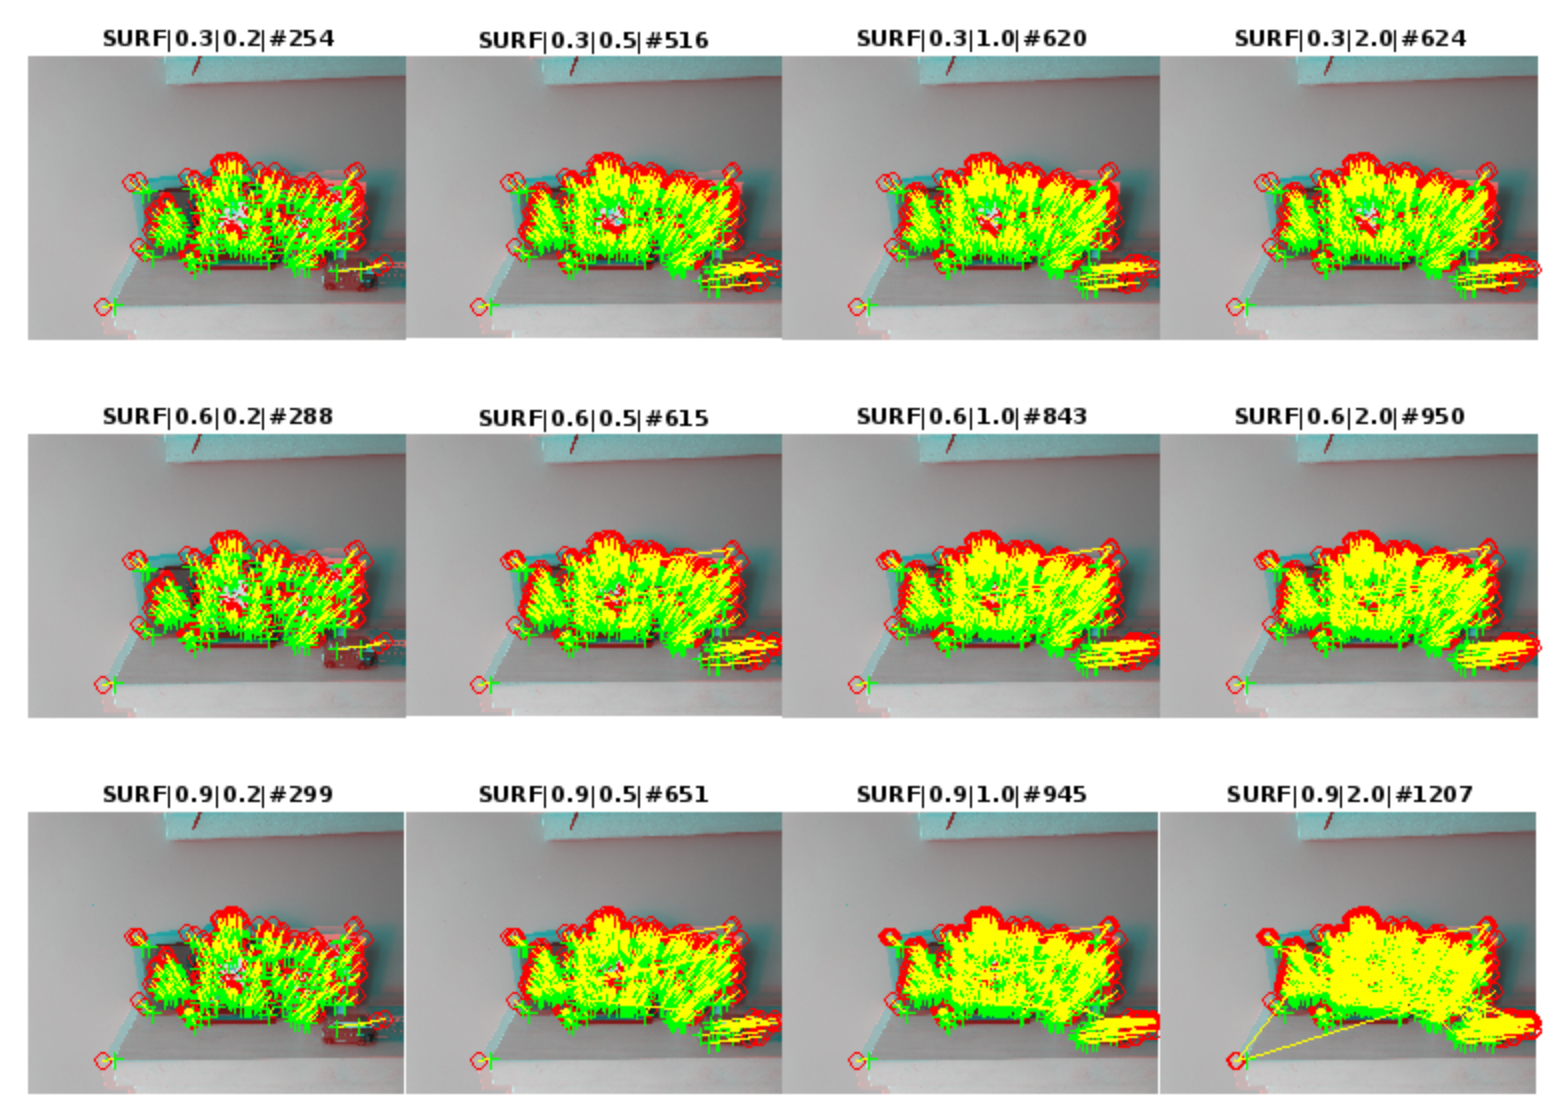 SURF|0.3|0.2|#254
SURF|0.3|0.5|#516
SURF|0.3|1.0|#620
SURF|0.3|2.0|#624
SURF|0.6|0.2|#288
SURF|0.6|0.5|#615
SURF|0.6|1.0|#843
SURF|0.6|2.0|#950
SURF|0.9|0.2|#299
SURF|0.9|0.5|#651
SURF|0.9|1.0|#945
SURF|0.9|2.0|#1207